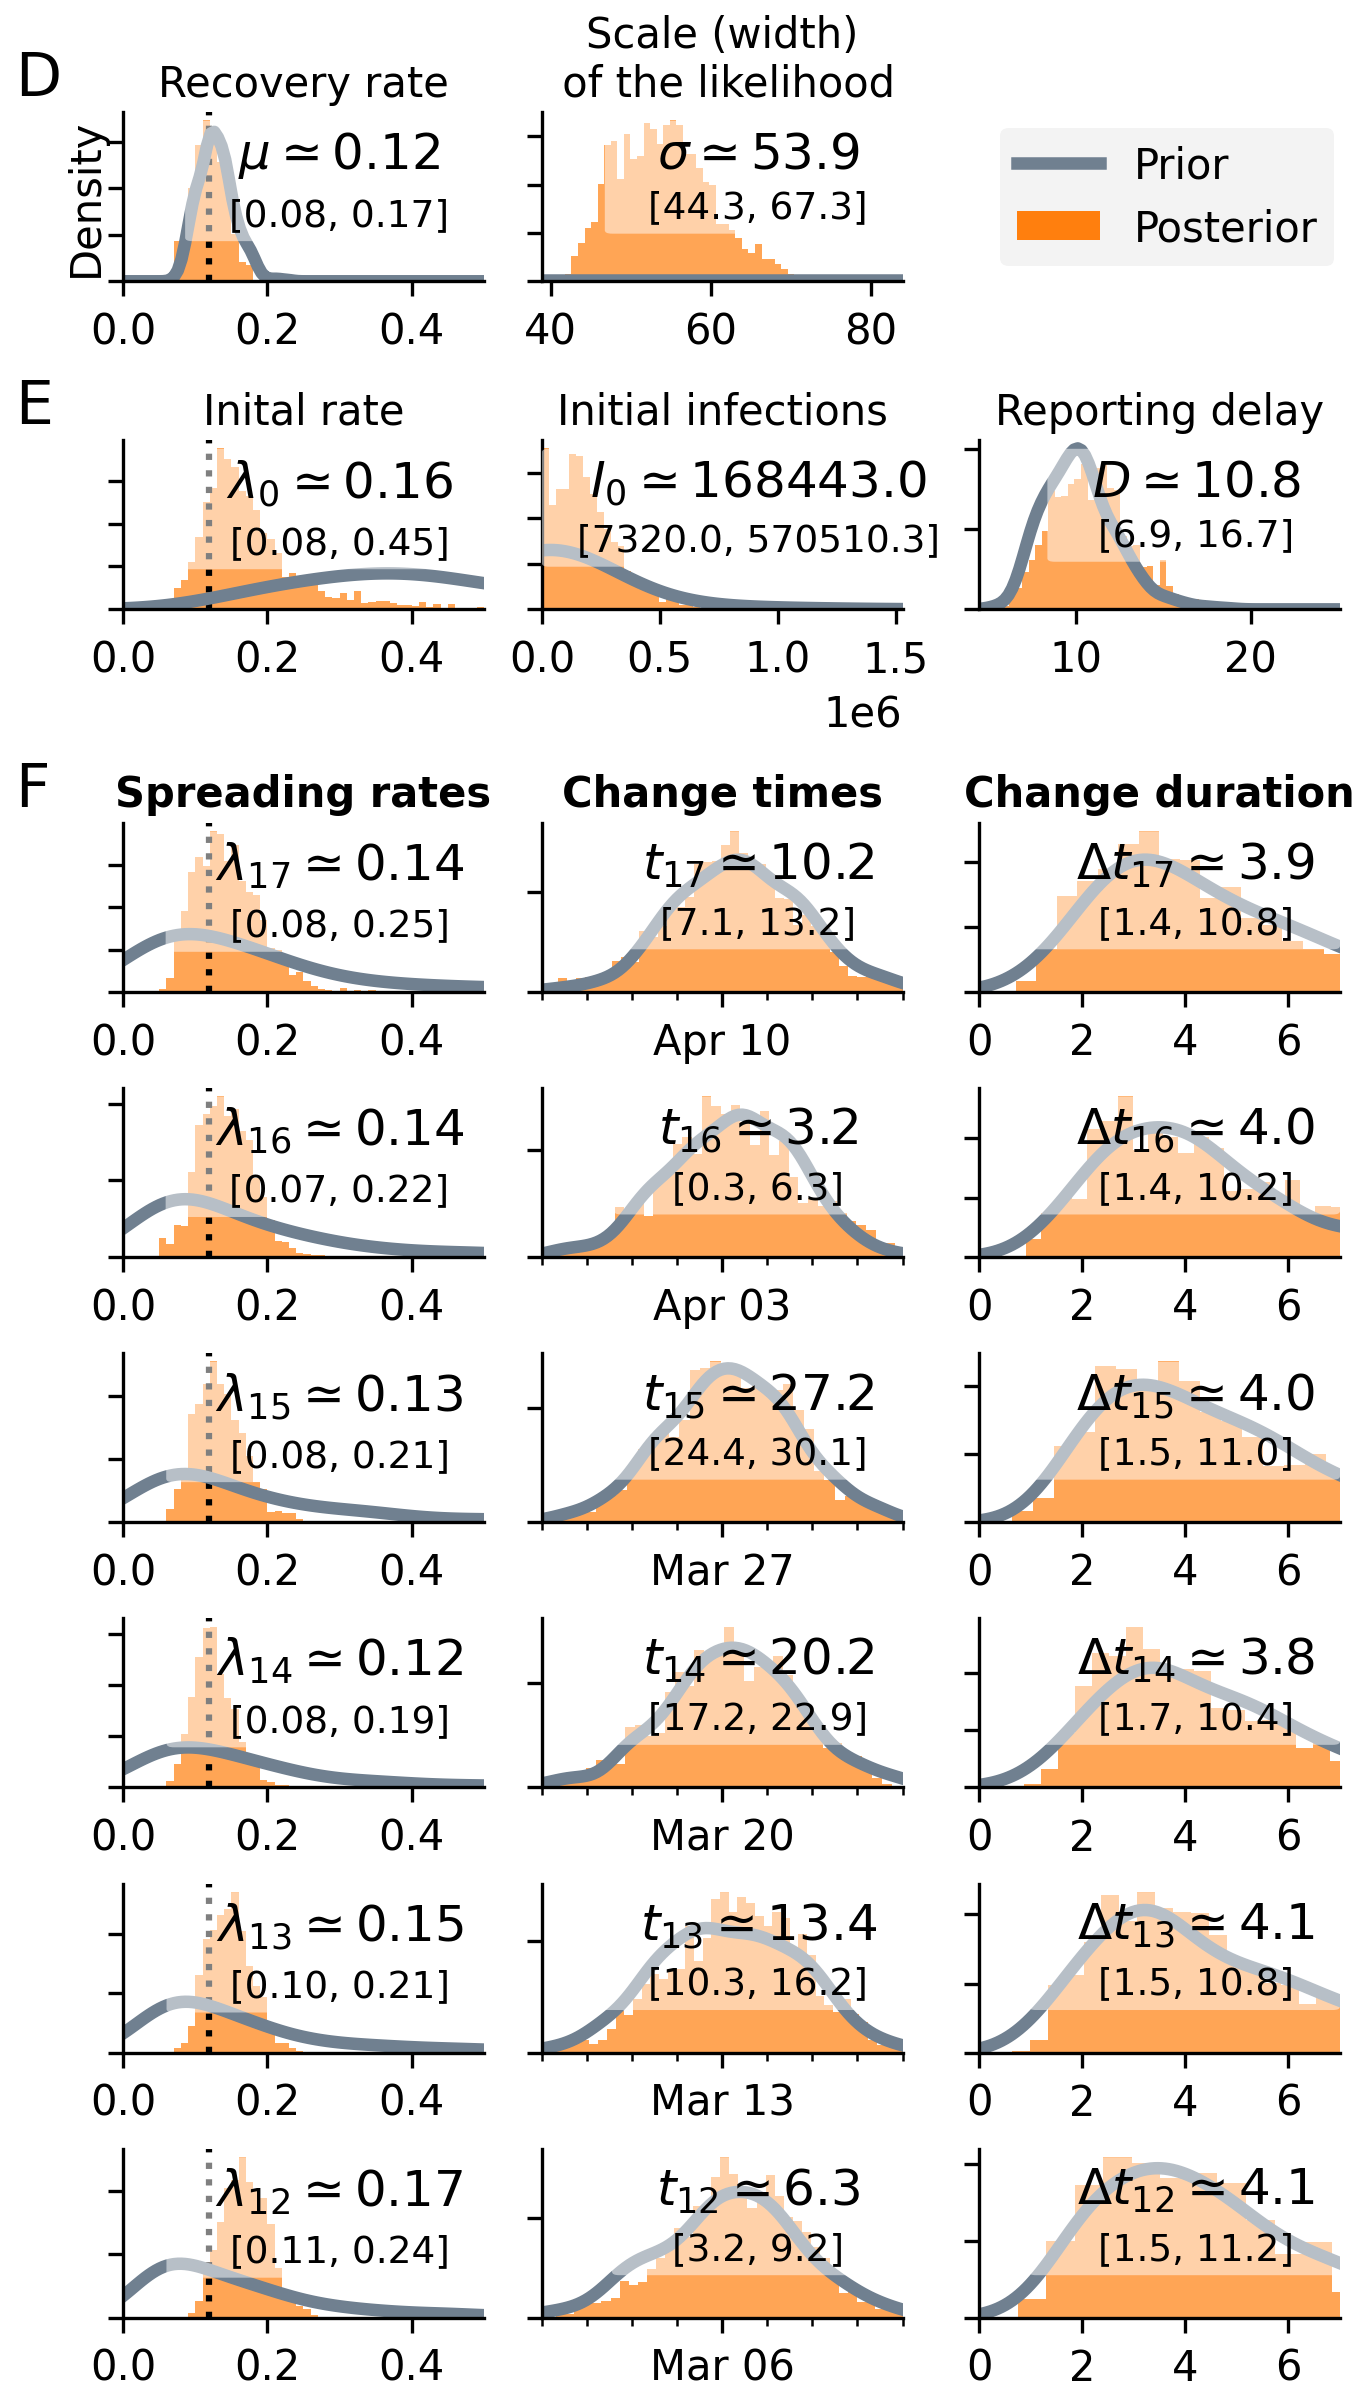 D
Recovery rate
Scale (width)
of the likelihood
Density
μ ≃ 0.12
[0.08, 0.17]
0.0 0.2 0.4
σ ≃ 53.9
[44.3, 67.3]
40 60 80
Prior
Posterior
E
Inital rate
λ0 ≃ 0.16
[0.08, 0.45]
0.0 0.2 0.4
Initial infections
I0 ≃ 168443.0
[7320.0, 570510.3]
0.0 0.5 1.0 1.5
1e6
Reporting delay
D ≃ 10.8
[6.9, 16.7]
10 20
F
Spreading rates Change times Change duration
λ17 ≃ 0.14 t17 ≃ 10.2 Δt17 ≃ 3.9
[0.08, 0.25] [7.1, 13.2] [1.4, 10.8]
0.0 0.2 0.4 Apr 10 0 2 4 6
λ16 ≃ 0.14 t16 ≃ 3.2 Δt16 ≃ 4.0
[0.07, 0.22] [0.3, 6.3] [1.4, 10.2]
0.0 0.2 0.4 Apr 03 0 2 4 6
λ15 ≃ 0.13 t15 ≃ 27.2 Δt15 ≃ 4.0
[0.08, 0.21] [24.4, 30.1] [1.5, 11.0]
0.0 0.2 0.4 Mar 27 0 2 4 6
λ14 ≃ 0.12 t14 ≃ 20.2 Δt14 ≃ 3.8
[0.08, 0.19] [17.2, 22.9] [1.7, 10.4]
0.0 0.2 0.4 Mar 20 0 2 4 6
λ13 ≃ 0.15 t13 ≃ 13.4 Δt13 ≃ 4.1
[0.10, 0.21] [10.3, 16.2] [1.5, 10.8]
0.0 0.2 0.4 Mar 13 0 2 4 6
λ12 ≃ 0.17 t12 ≃ 6.3 Δt12 ≃ 4.1
[0.11, 0.24] [3.2, 9.2] [1.5, 11.2]
0.0 0.2 0.4 Mar 06 0 2 4 6